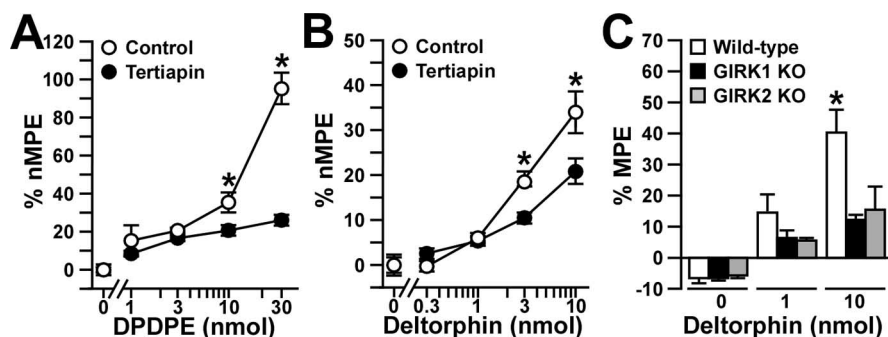 A
% nMPE
120
100
80
60
40
20
0
Control
Tertiapin
*
*
0 1 3 10 30
DPDPE (nmol)
B
% nMPE
50
40
30
20
10
0
Control
Tertiapin
*
*
0 0.3 1 3 10
Deltorphin (nmol)
C
% MPE
70
60
50
40
30
20
10
0
-10
Wild-type
GIRK1 KO
GIRK2 KO
*
0 1 10
Deltorphin (nmol)